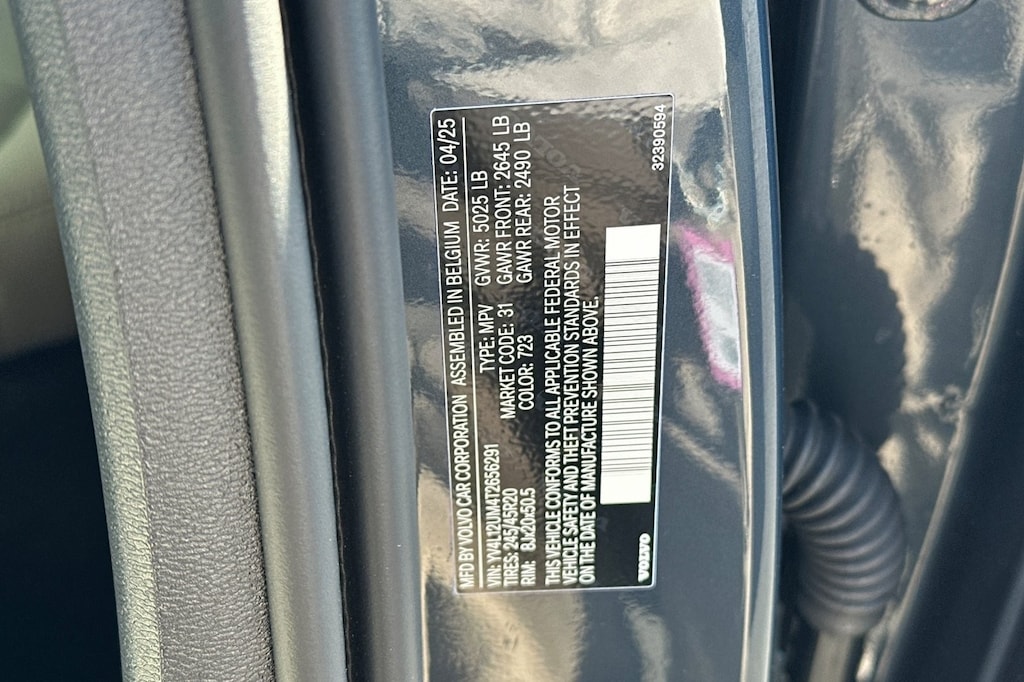 MFD BY VOLVO CAR CORPORATION ASSEMBLED IN BELGIUM DATE: 04/25
VIN: YV4L12UM4T2656291 TYPE: MPV GVWR: 5025 LB
TIRES: 245/45R20 MARKET CODE: 31 GAWR FRONT: 2645 LB
RIM: 8Jx20x50.5 COLOR: 723 GAWR REAR: 2490 LB
THIS VEHICLE CONFORMS TO ALL APPLICABLE FEDERAL MOTOR
VEHICLE SAFETY AND THEFT PREVENTION STANDARDS IN EFFECT
ON THE DATE OF MANUFACTURE SHOWN ABOVE.
VOLVO
32390594